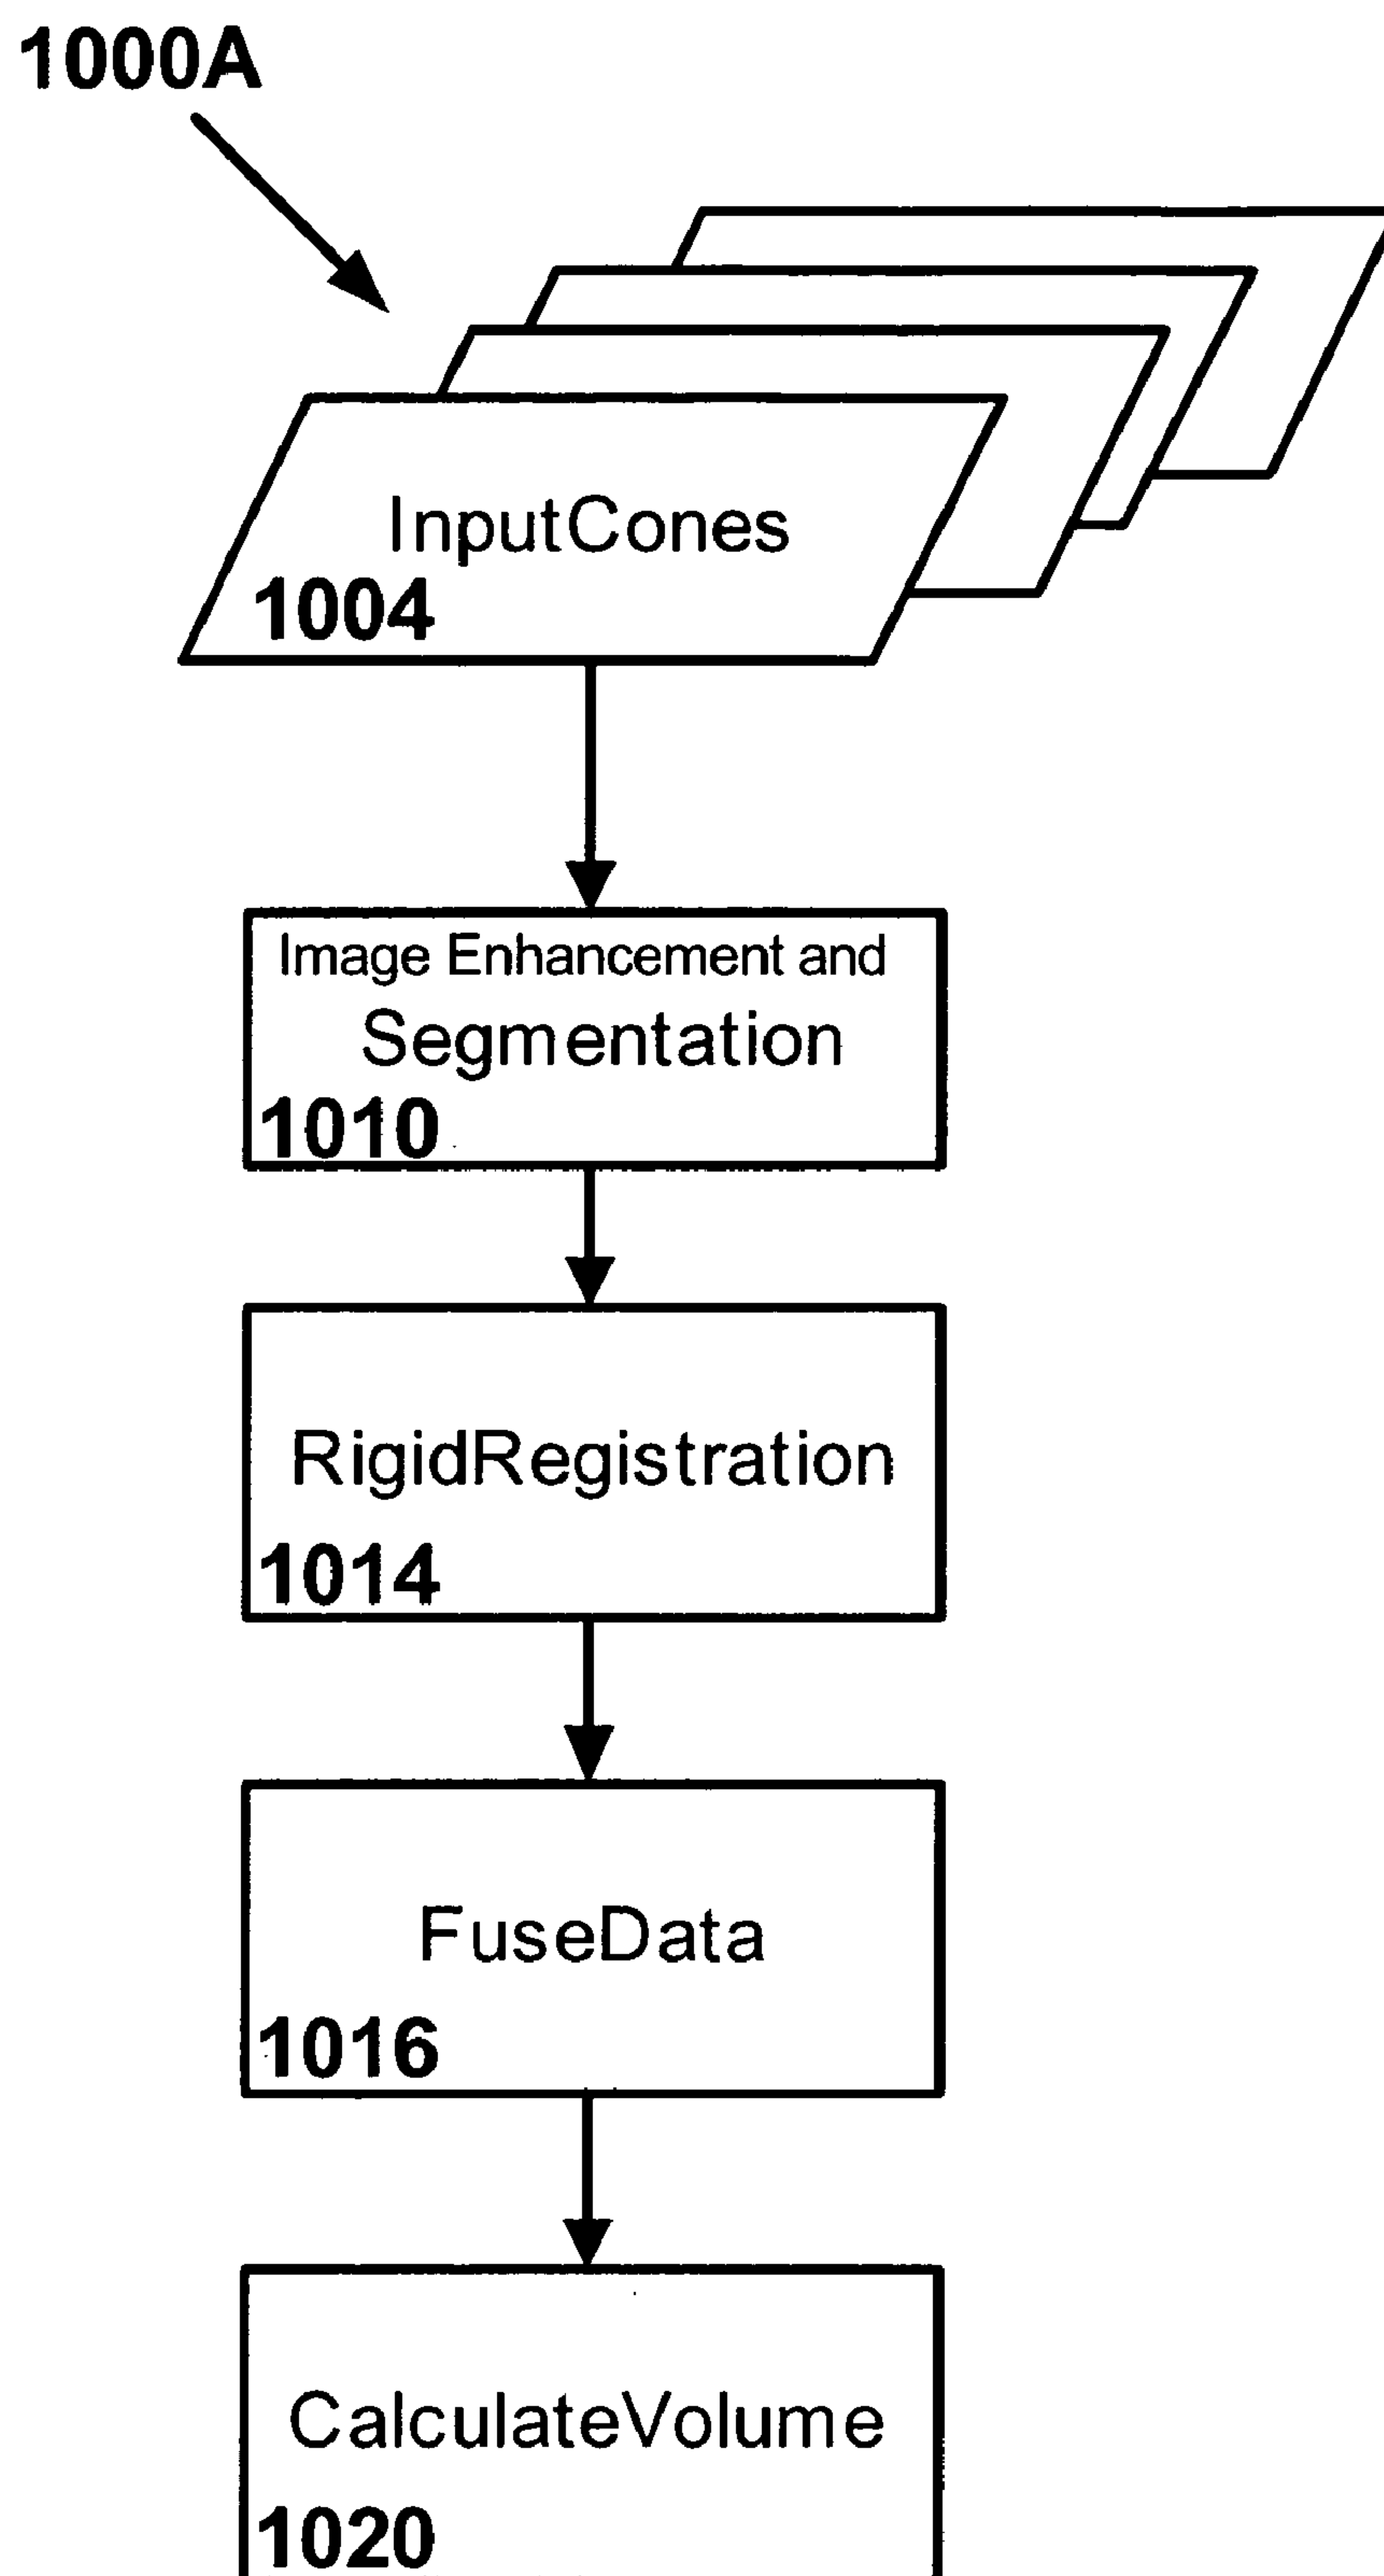 1000A
InputCones
1004
Image Enhancement and
Segmentation
1010
RigidRegistration
1014
FuseData
1016
CalculateVolume
1020